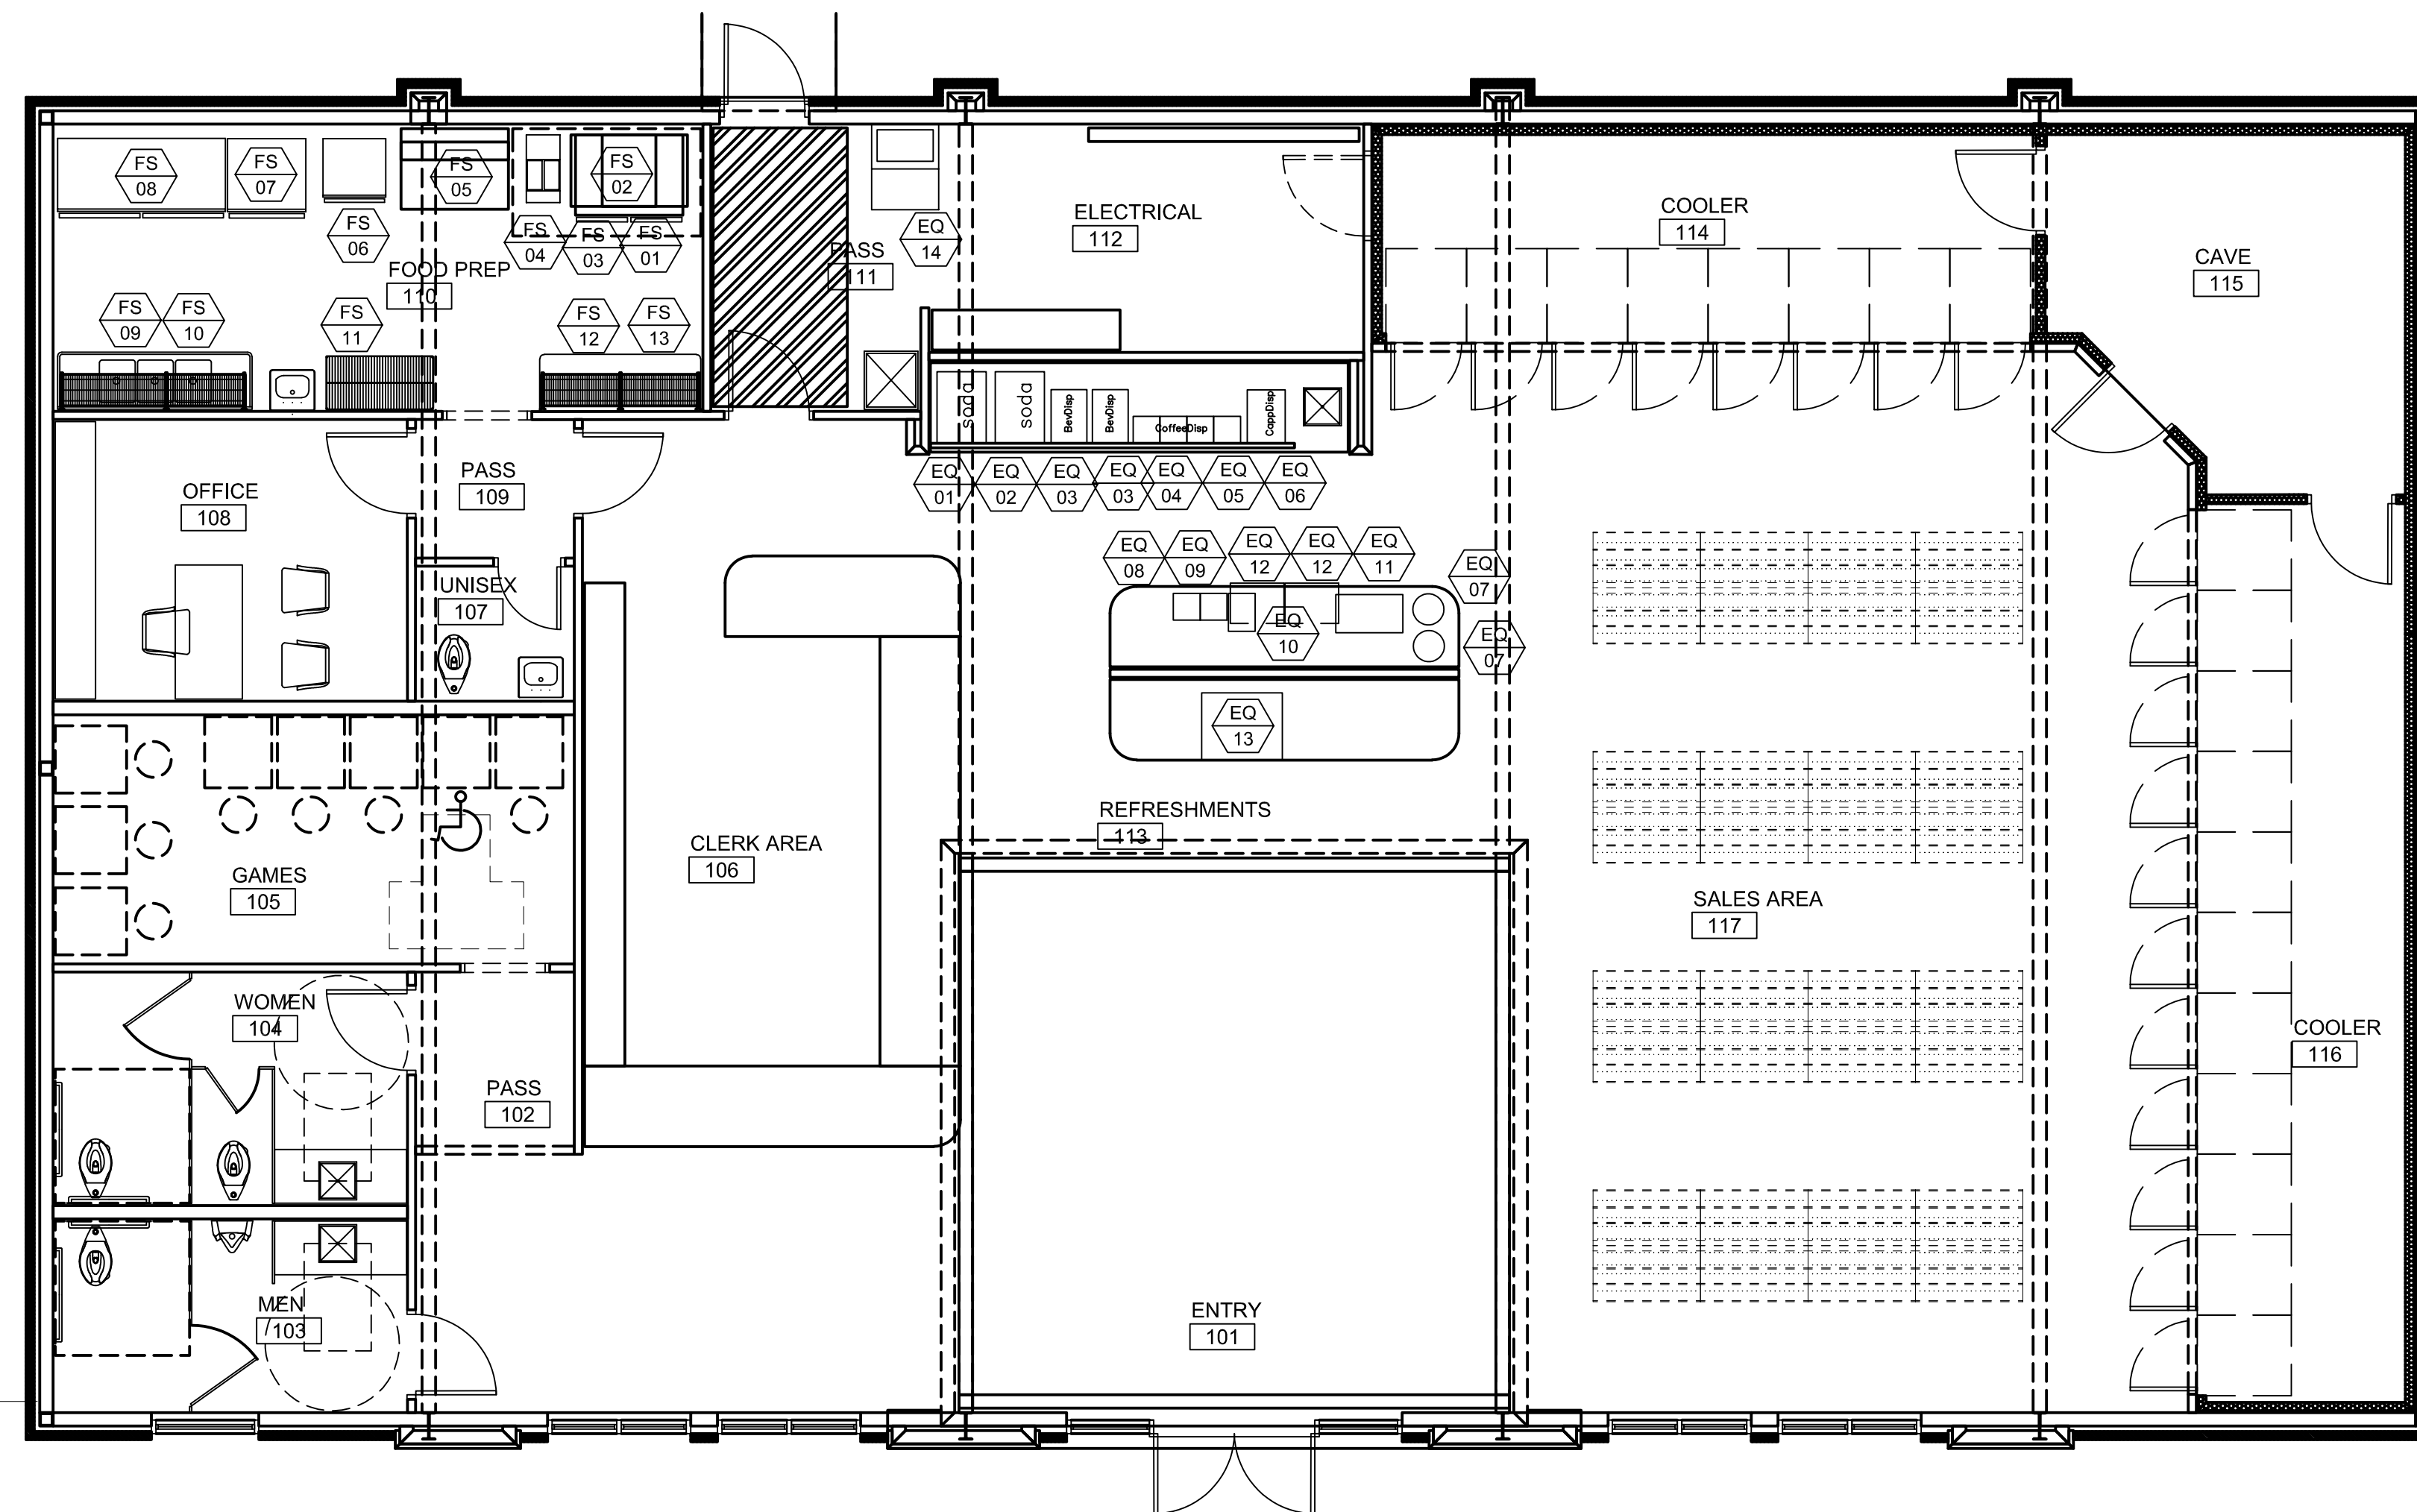 FS
08
FS
07
FS
05
FS
02
FS
06
FS
04
FS
03
FS
01
FOOD PREP
110
FS
09
FS
10
FS
11
FS
12
FS
13
EQ
14
PASS
111
ELECTRICAL
112
COOLER
114
CAVE
115
soda
soda
BevDisp
BevDisp
CoffeeDisp
CappDisp
EQ
01
EQ
02
EQ
03
EQ
03
EQ
04
EQ
05
EQ
06
OFFICE
108
PASS
109
UNISEX
107
EQ
08
EQ
09
EQ
12
EQ
12
EQ
11
EQ
07
EQ
10
EQ
07
EQ
13
REFRESHMENTS
113
CLERK AREA
106
GAMES
105
SALES AREA
117
WOMEN
104
COOLER
116
PASS
102
MEN
103
ENTRY
101